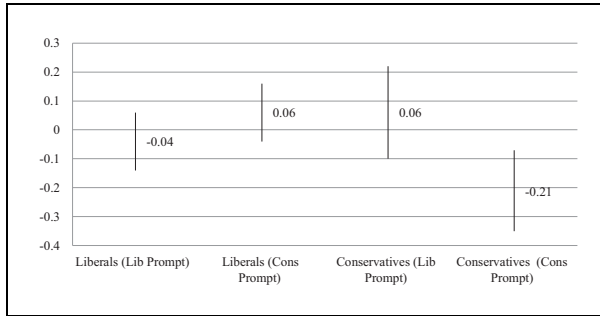 0.3
0.2
0.1
0
-0.1
-0.2
-0.3
-0.4
-0.04
0.06
0.06
-0.21
Liberals (Lib Prompt)
Liberals (Cons
Prompt)
Conservatives (Lib
Prompt)
Conservatives (Cons
Prompt)